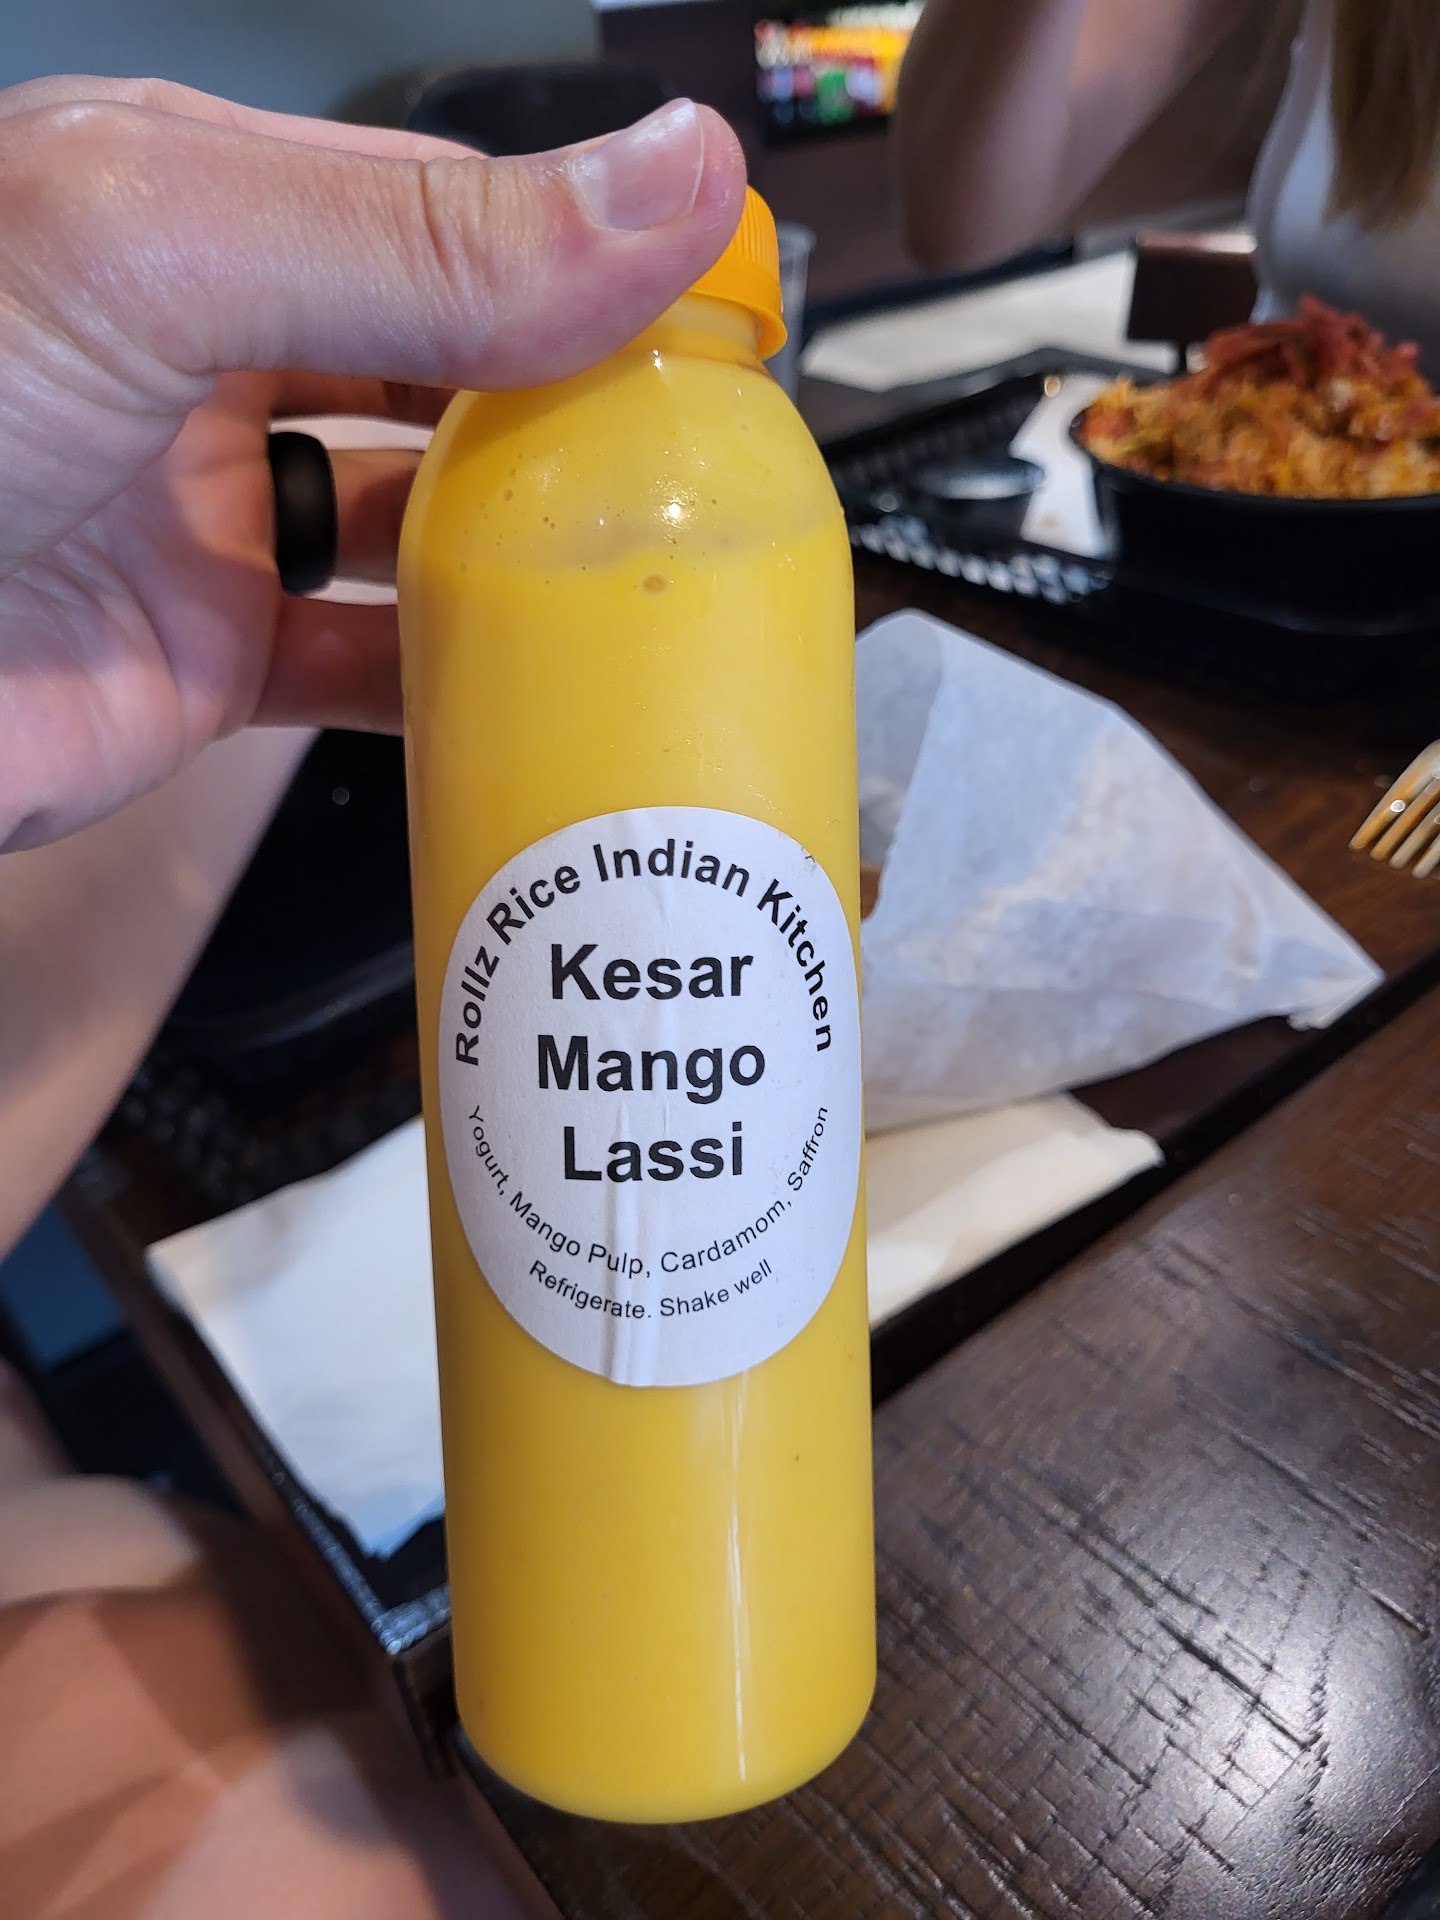 Rollz Rice Indian Kitchen
Kesar
Mango
Lassi
Yogurt, Mango Pulp, Cardamom, Saffron
Refrigerate. Shake well